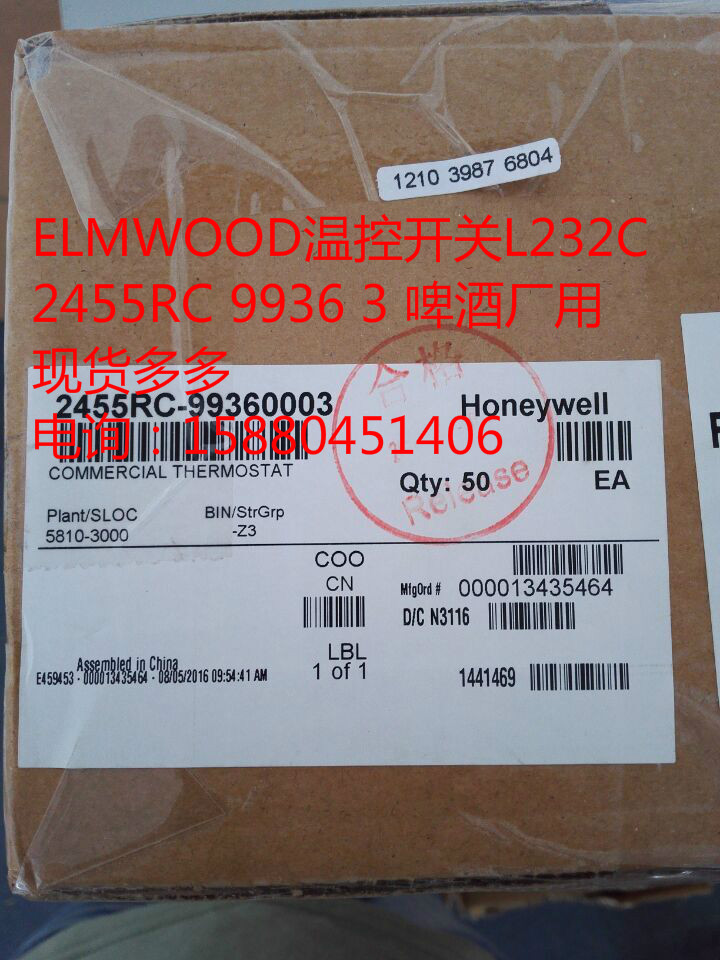 1210 3987 6804
ELMWOOD温控开关L232C
2455RC 9936 3 啤酒厂用
现货多多
2455RC-99360003
Honeywell
电询：15880451406
合格
COMMERCIAL THERMOSTAT
Qty: 50
EA
Release
Plant/SLOC
BIN/StrGrp
5810-3000
-Z3
COO
CN
MfgOrd # 000013435464
D/C N3116
LBL
1 of 1
Assembled in China
E459453 - 000013435464 - 08/05/2016 09:54:41 AM
1441469